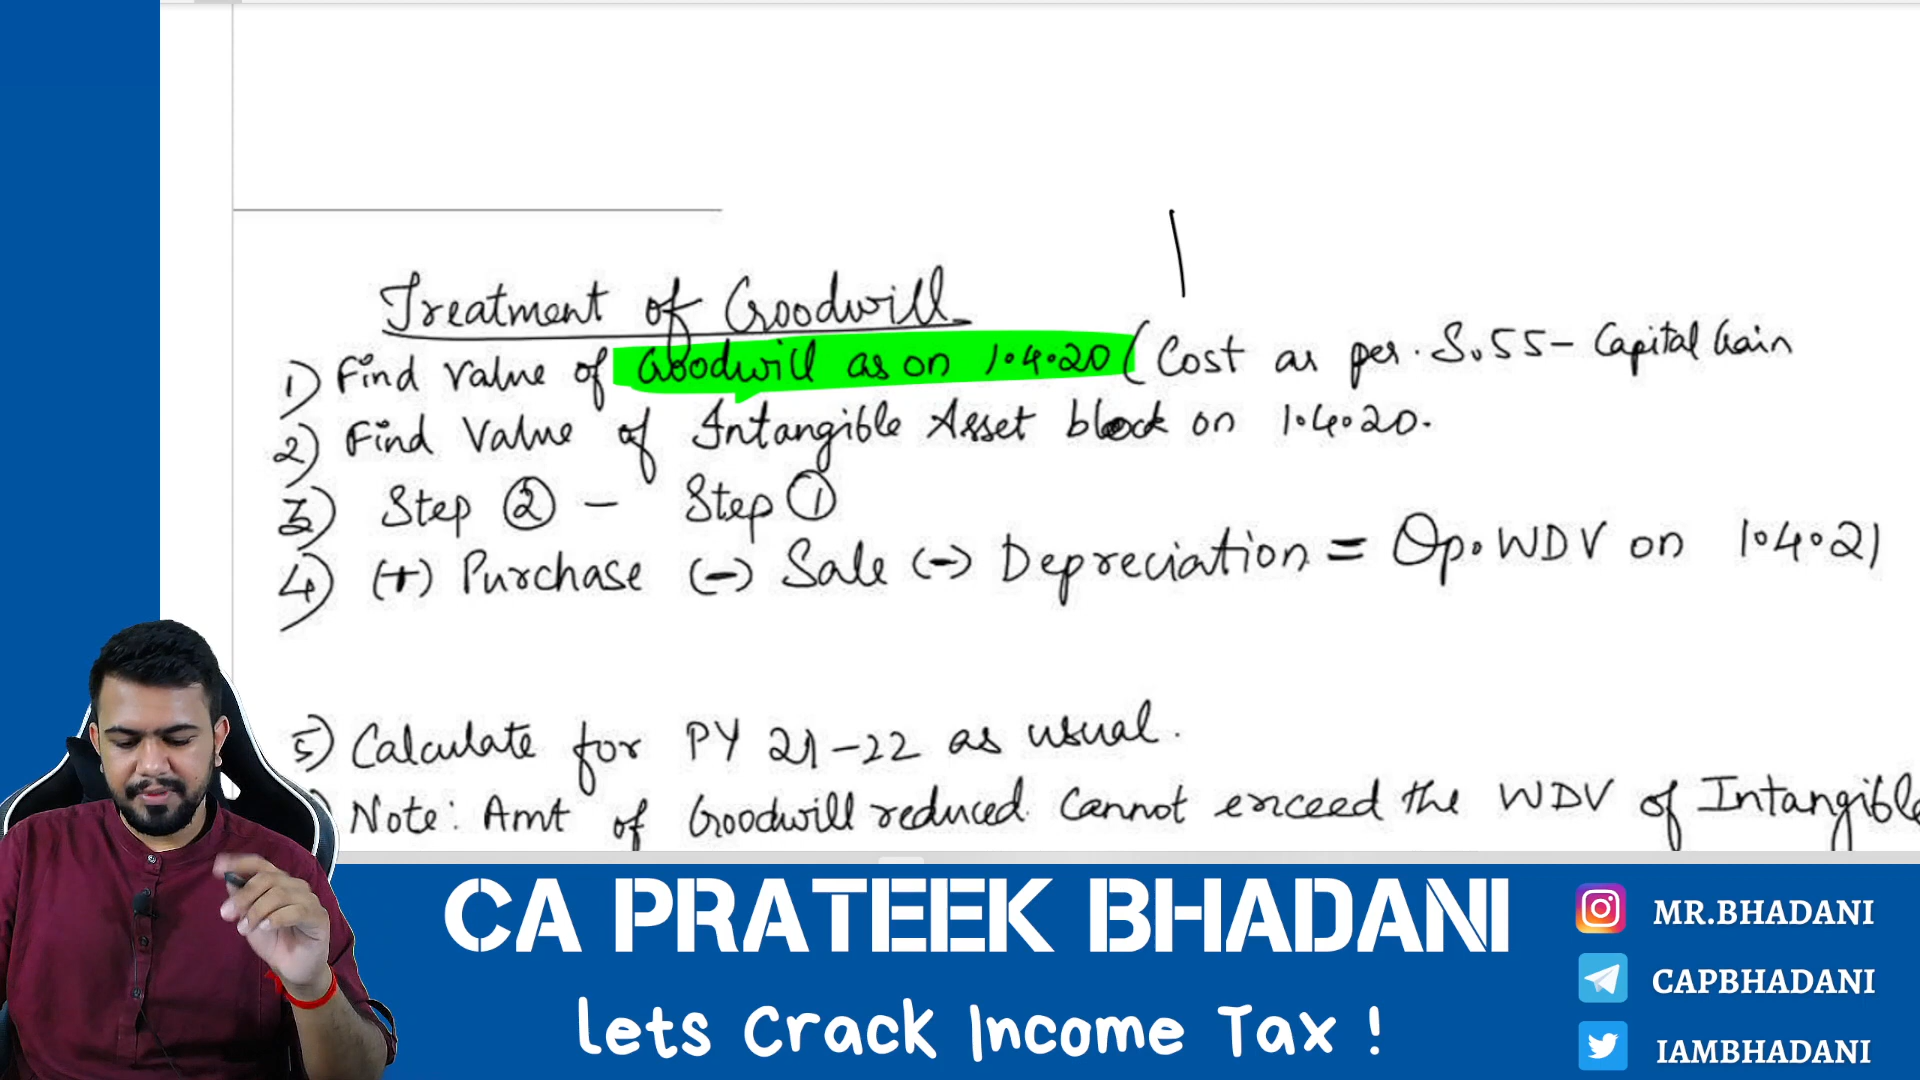 Treatment of Goodwill
1) Find Value of Goodwill as on 1.4.20 (Cost as per. S.55 - Capital Gain
2) Find Value of Intangible Asset block on 1.4.20.
3) Step ② - Step ①
4) (+) Purchase (-) Sale (-) Depreciation = Op. WDV on 1.4.21
5) Calculate for PY 21-22 as usual.
) Note: Amt of Goodwill reduced cannot exceed the WDV of Intangible
CA PRATEEK BHADANI
Lets Crack Income Tax !
MR.BHADANI
CAPBHADANI
IAMBHADANI